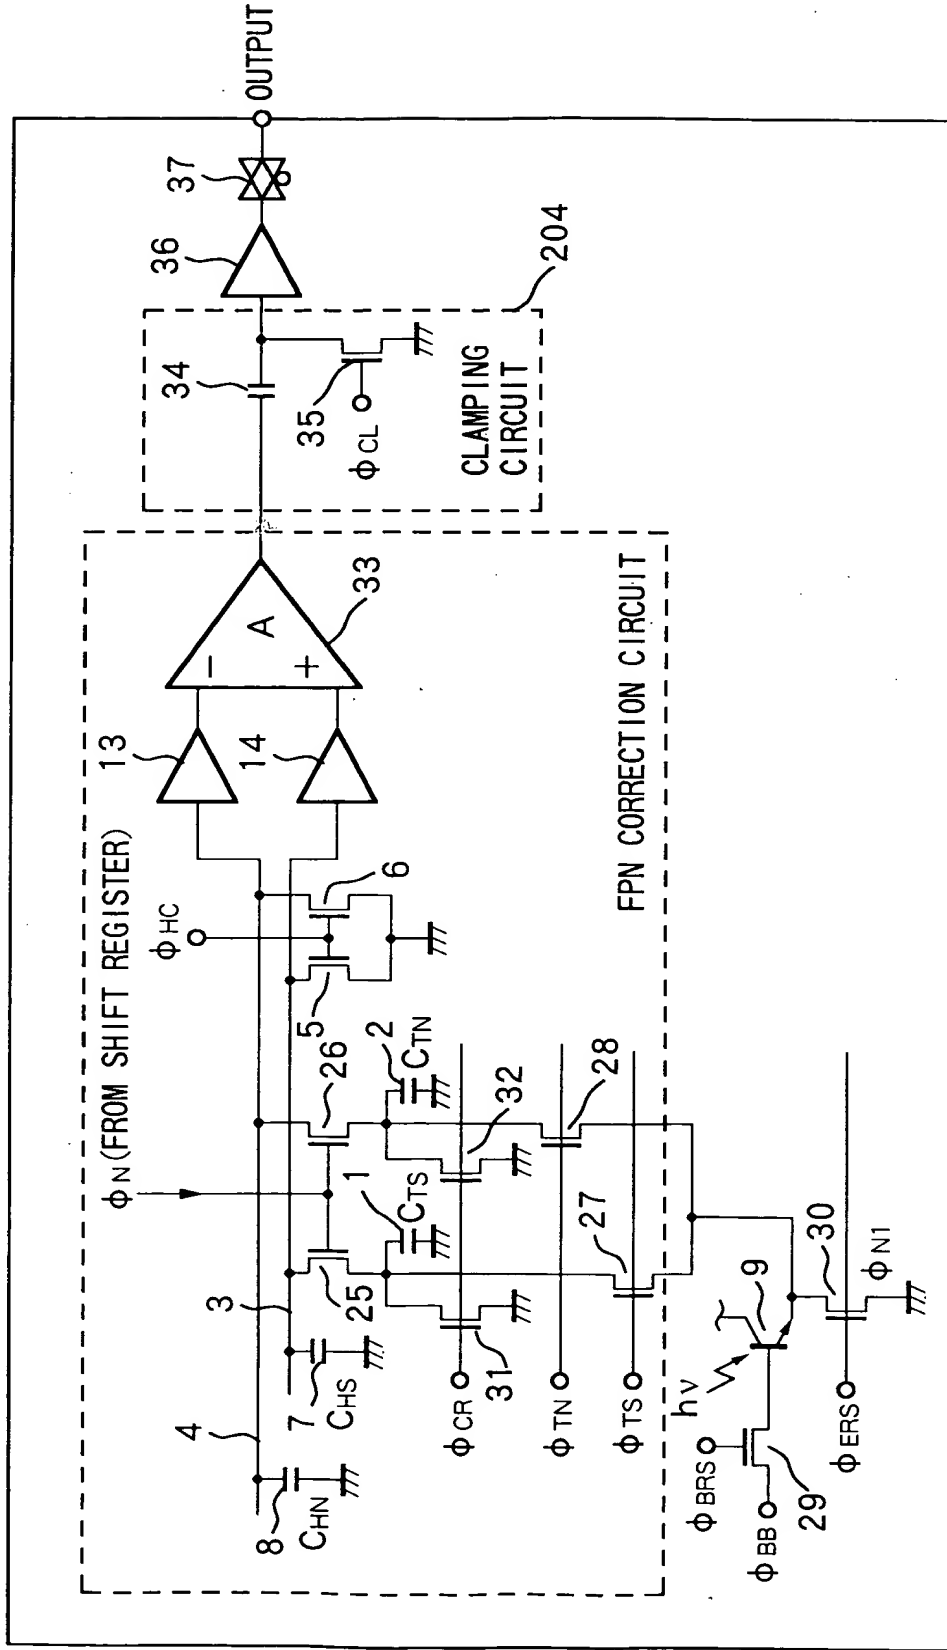 OUTPUT
37
36
204
34
35
φCL
CLAMPING
CIRCUIT
A
−
+
33
13
14
FPN CORRECTION CIRCUIT
φN (FROM SHIFT REGISTER)
φHC
6
5
26
2
CTN
28
32
1
CTS
25
3
27
4
7
CHS
31
8
CHN
φCR
φTN
φTS
30
φN1
9
hν
φBRS
29
φBB
φERS